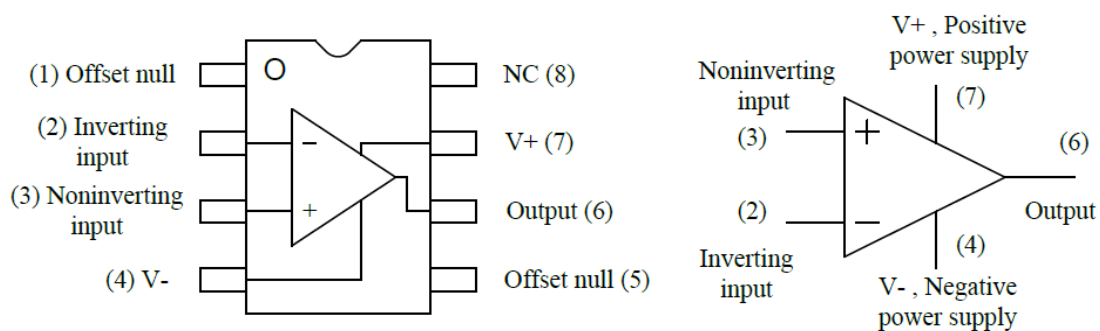 (1) Offset null
(2) Inverting
input
(3) Noninverting
input
(4) V-
O
-
+
NC (8)
V+ (7)
Output (6)
Offset null (5)
V+ , Positive
power supply
(7)
Noninverting
input
(3)
+
(6)
Output
(2)
-
Inverting
input
(4)
V- , Negative
power supply